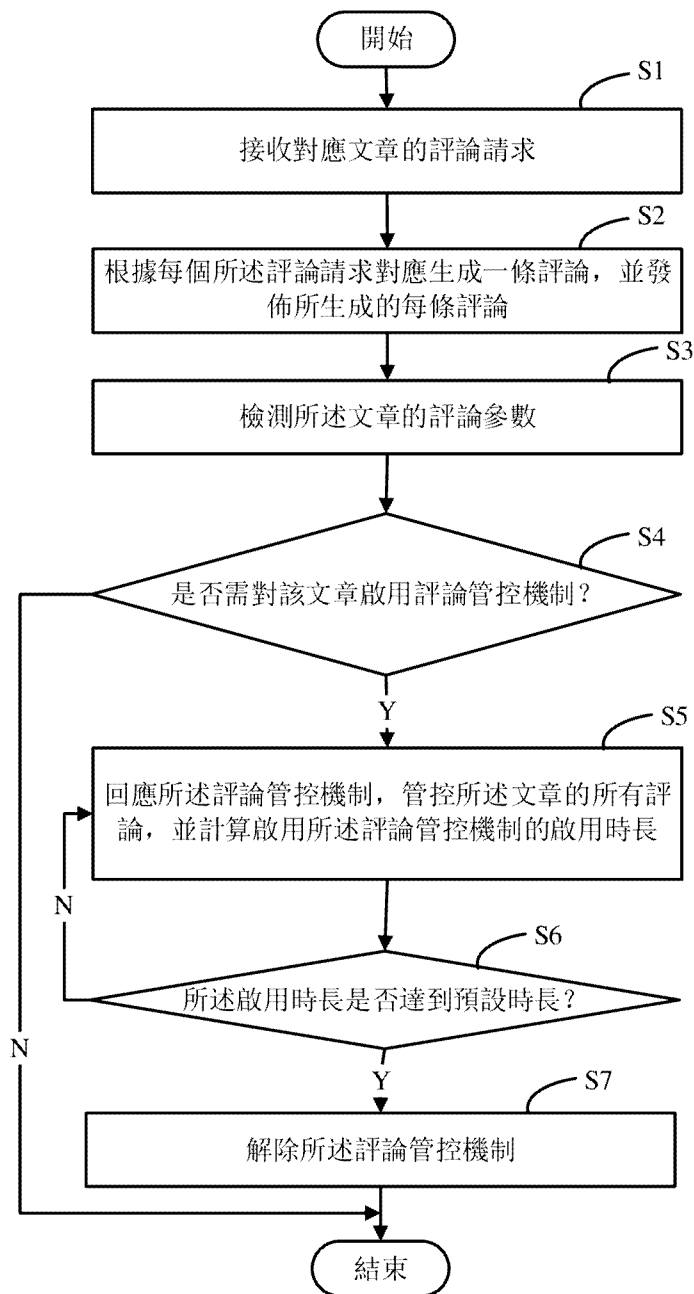 開始
S1
接收對應文章的評論請求
S2
根據每個所述評論請求對應生成一條評論，並發
佈所生成的每條評論
S3
檢測所述文章的評論參數
S4
是否需對該文章啟用評論管控機制？
Y
S5
回應所述評論管控機制，管控所述文章的所有評
論，並計算啟用所述評論管控機制的啟用時長
N
S6
所述啟用時長是否達到預設時長？
N
Y
S7
解除所述評論管控機制
結束